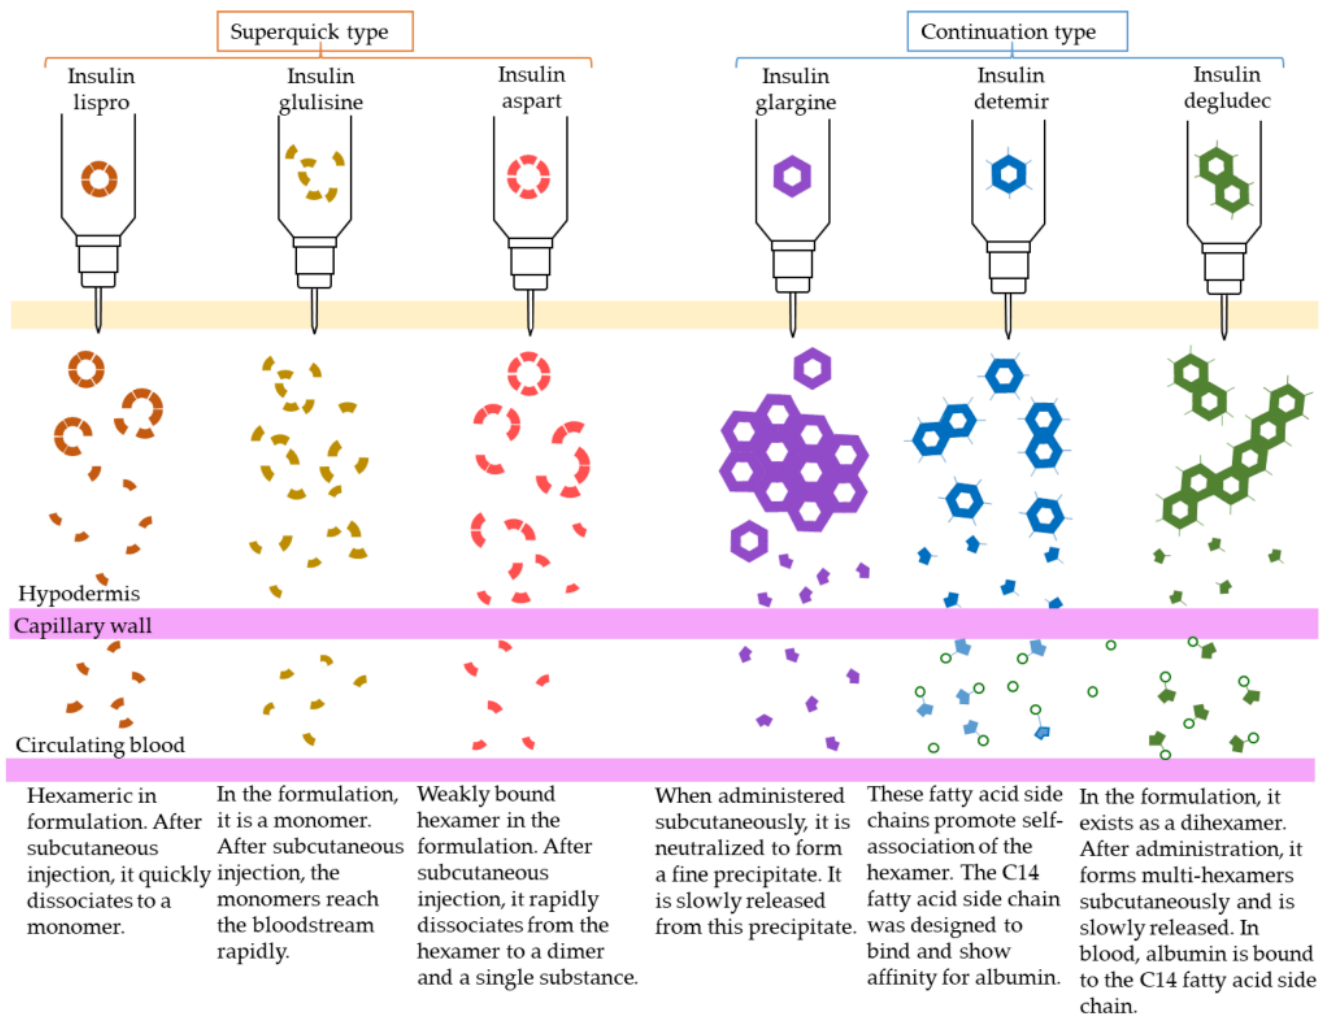 Superquick type
Continuation type
Insulin
lispro
Insulin
glulisine
Insulin
aspart
Insulin
glargine
Insulin
detemir
Insulin
degludec
Hypodermis
Capillary wall
Circulating blood
Hexameric in
formulation. After
subcutaneous
injection, it quickly
dissociates to a
monomer.
In the formulation,
it is a monomer.
After subcutaneous
injection, the
monomers reach
the bloodstream
rapidly.
Weakly bound
hexamer in the
formulation. After
subcutaneous
injection, it rapidly
dissociates from the
hexamer to a dimer
and a single substance.
When administered
subcutaneously, it is
neutralized to form
a fine precipitate. It
is slowly released
from this precipitate.
These fatty acid side
chains promote self-
association of the
hexamer. The C14
fatty acid side chain
was designed to
bind and show
affinity for albumin.
In the formulation, it
exists as a dihexamer.
After administration, it
forms multi-hexamers
subcutaneously and is
slowly released. In
blood, albumin is bound
to the C14 fatty acid side
chain.